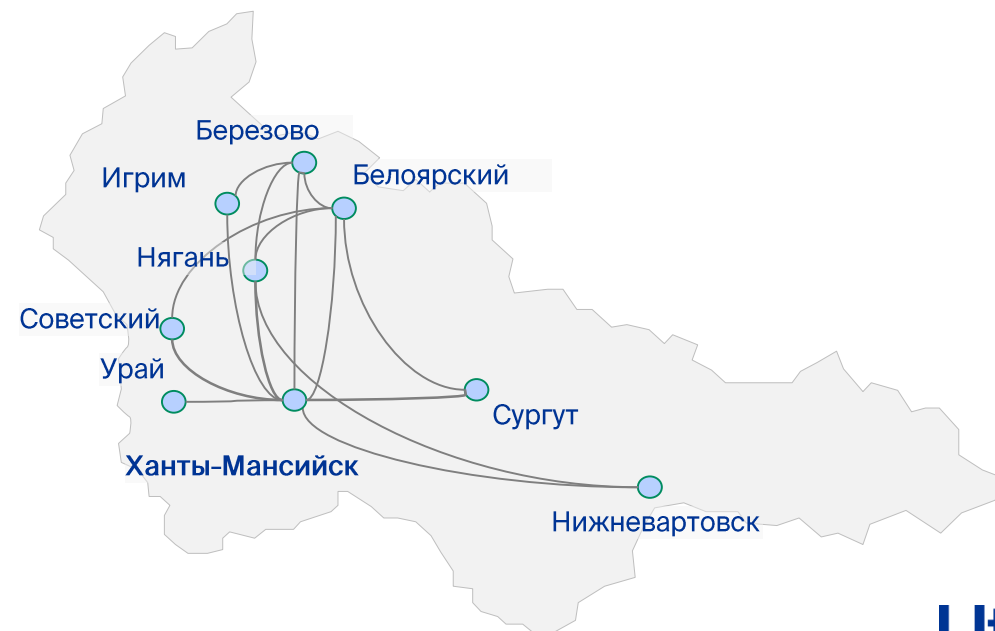 Березово
Белоярский
Игрим
Нягань
Советский
Урай
Сургут
Ханты-Мансийск
Нижневартовск